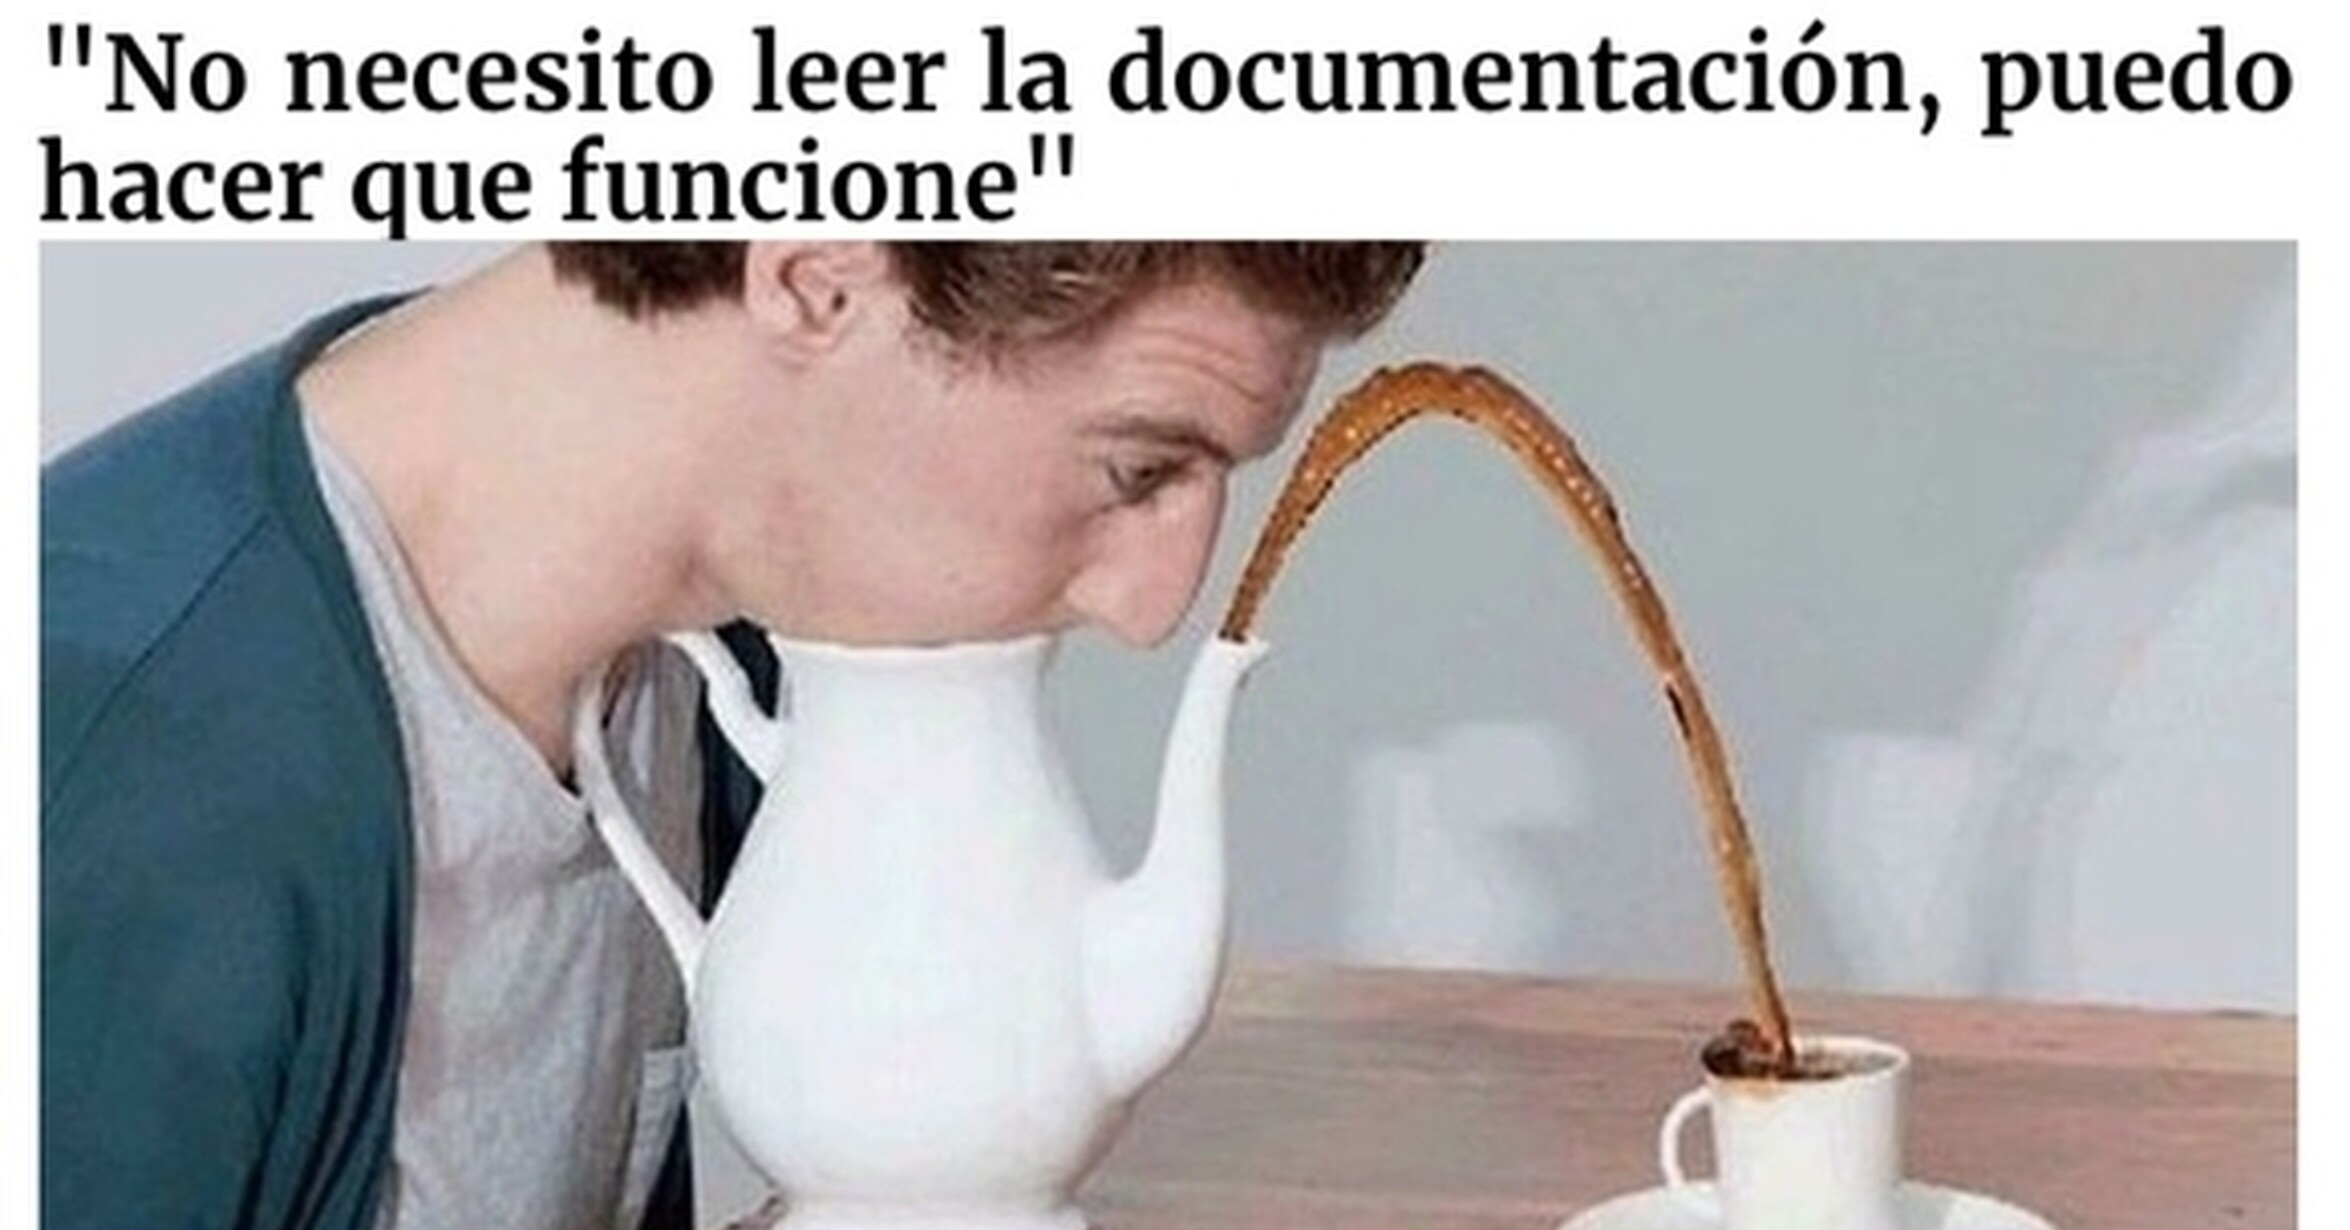 "No necesito leer la documentación, puedo
hacer que funcione"